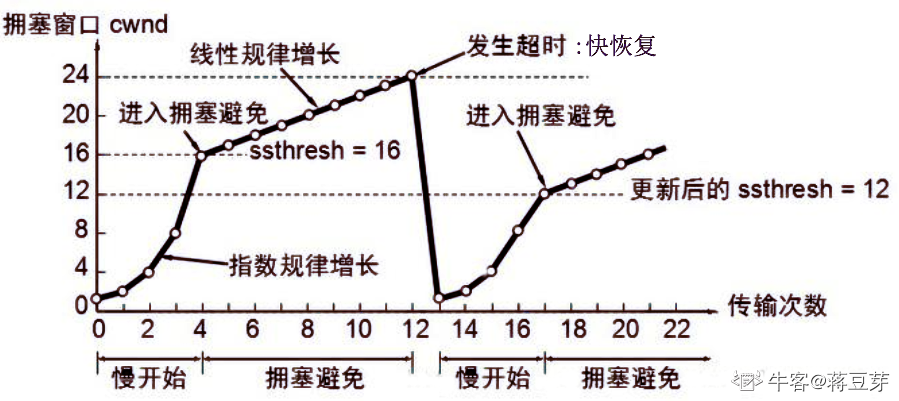 拥塞窗口 cwnd
线性规律增长
发生超时 :快恢复
24
20
进入拥塞避免
进入拥塞避免
16
ssthresh = 16
12
更新后的 ssthresh = 12
8
指数规律增长
4
0
0 2 4 6 8 10 12 14 16 18 20 22
传输次数
慢开始 拥塞避免 慢开始 拥塞避免
牛客@蒋豆芽